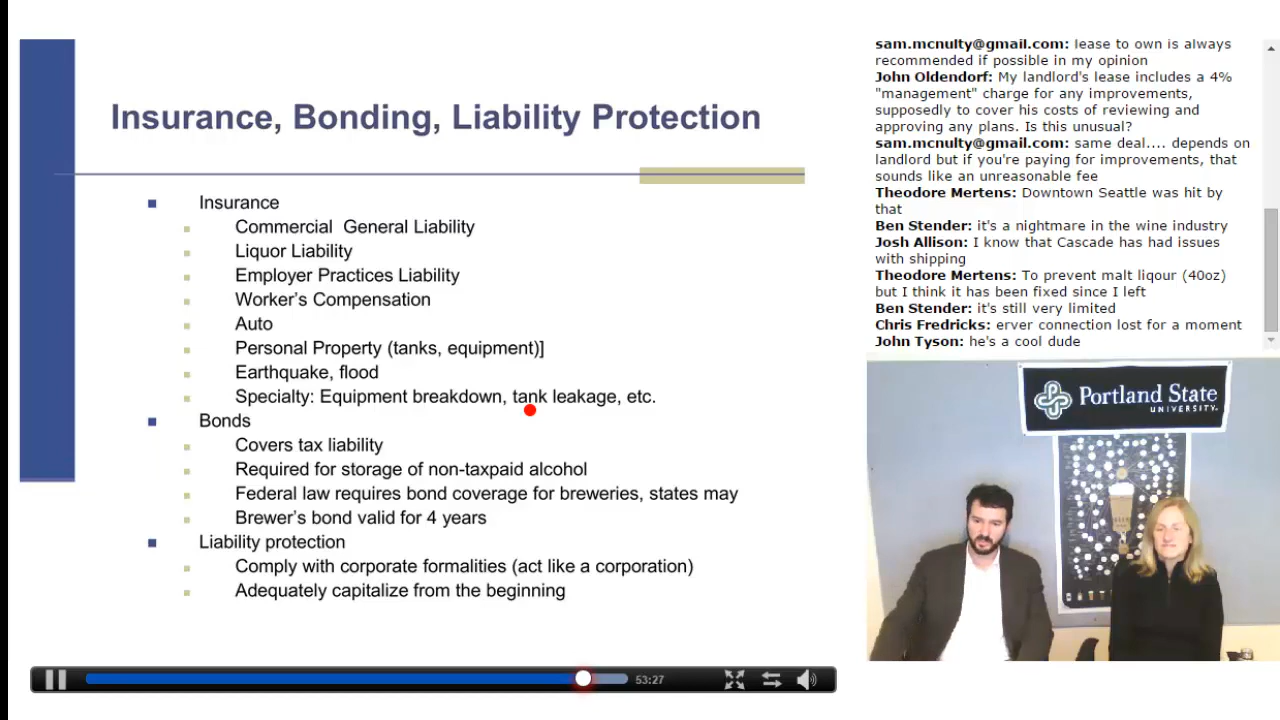 Insurance, Bonding, Liability Protection
Insurance
Commercial  General Liability
Liquor Liability
Employer Practices Liability
Worker's Compensation
Auto
Personal Property (tanks, equipment)]
Earthquake, flood
Specialty: Equipment breakdown, tank leakage, etc.
Bonds
Covers tax liability
Required for storage of non-taxpaid alcohol
Federal law requires bond coverage for breweries, states may
Brewer's bond valid for 4 years
Liability protection
Comply with corporate formalities (act like a corporation)
Adequately capitalize from the beginning
53:27
sam.mcnulty@gmail.com: lease to own is always
recommended if possible in my opinion
John Oldendorf: My landlord's lease includes a 4%
"management" charge for any improvements,
supposedly to cover his costs of reviewing and
approving any plans. Is this unusual?
sam.mcnulty@gmail.com: same deal.... depends on
landlord but if you're paying for improvements, that
sounds like an unreasonable fee
Theodore Mertens: Downtown Seattle was hit by
that
Ben Stender: it's a nightmare in the wine industry
Josh Allison: I know that Cascade has had issues
with shipping
Theodore Mertens: To prevent malt liqour (40oz)
but I think it has been fixed since I left
Ben Stender: it's still very limited
Chris Fredricks: erver connection lost for a moment
John Tyson: he's a cool dude
Portland State
UNIVERSITY